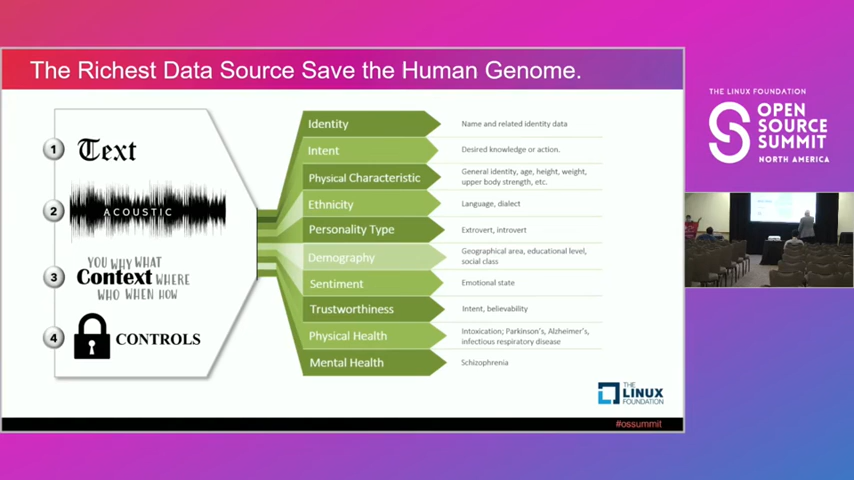 The Richest Data Source Save the Human Genome.
1 Text
2 ACOUSTIC
3 YOU WHY WHAT
Context WHERE
WHO WHEN HOW
4 CONTROLS
Identity
Name and related identity data
Intent
Desired knowledge or action.
Physical Characteristic
General identity, age, height, weight,
upper body strength, etc.
Ethnicity
Language, dialect
Personality Type
Extrovert, introvert
Demography
Geographical area, educational level,
social class
Sentiment
Emotional state
Trustworthiness
Intent, believability
Physical Health
Intoxication; Parkinson's, Alzheimer's,
infectious respiratory disease
Mental Health
Schizophrenia
THE
LINUX
FOUNDATION
#ossummit
THE LINUX FOUNDATION
OPEN
SOURCE
SUMMIT
NORTH AMERICA